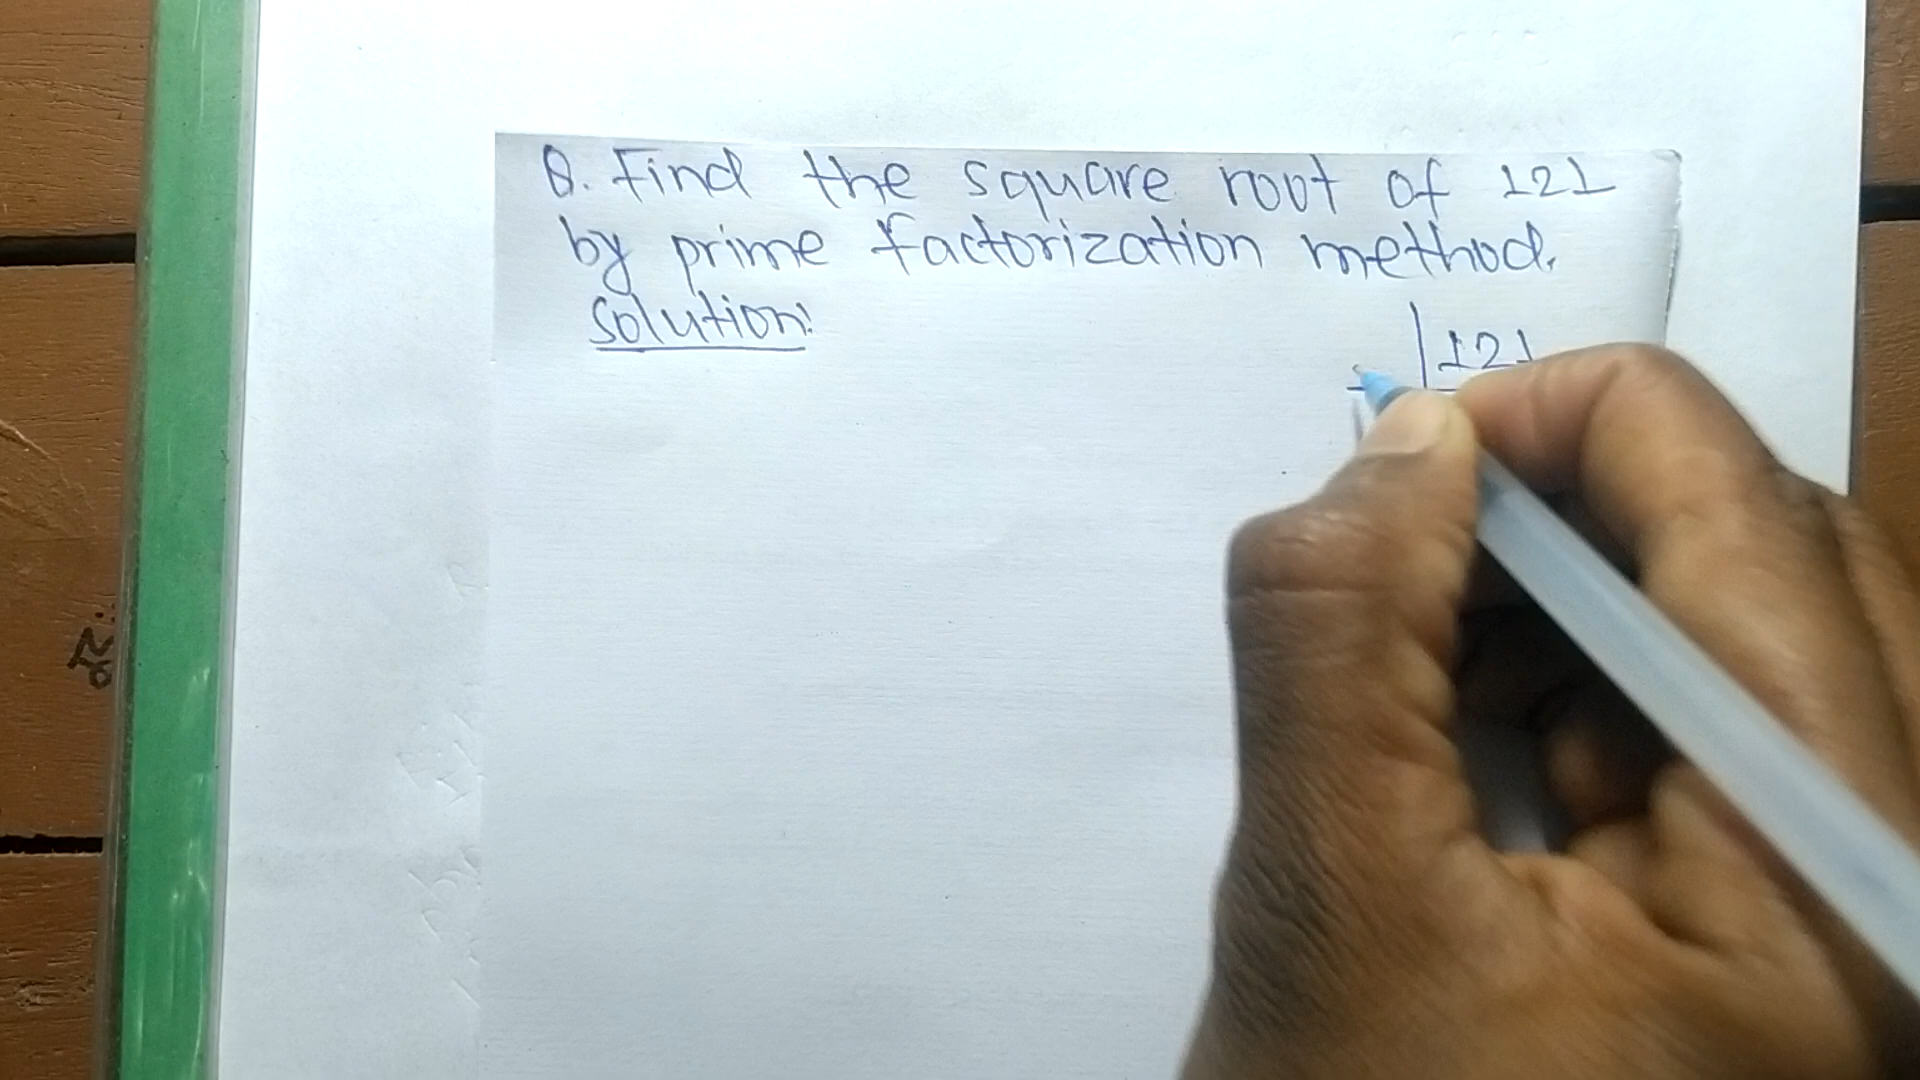 Q. Find the square root of 121
by prime factorization method.
Solution:
121